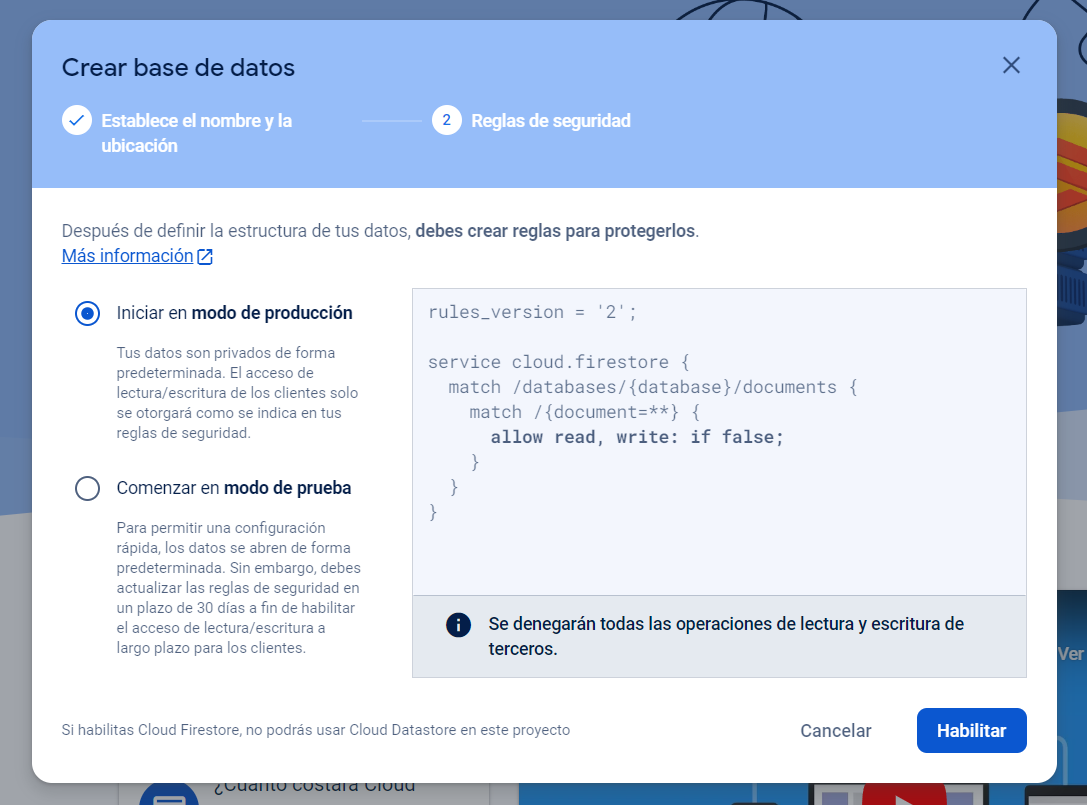 Crear base de datos
Establece el nombre y la
ubicación
2
Reglas de seguridad
Después de definir la estructura de tus datos, debes crear reglas para protegerlos.
Más información
Iniciar en modo de producción
Tus datos son privados de forma
predeterminada. El acceso de
lectura/escritura de los clientes solo
se otorgará como se indica en tus
reglas de seguridad.
Comenzar en modo de prueba
Para permitir una configuración
rápida, los datos se abren de forma
predeterminada. Sin embargo, debes
actualizar las reglas de seguridad en
un plazo de 30 días a fin de habilitar
el acceso de lectura/escritura a
largo plazo para los clientes.
rules_version = '2';
service cloud.firestore {
  match /databases/{database}/documents {
    match /{document=**} {
      allow read, write: if false;
    }
  }
}
Se denegarán todas las operaciones de lectura y escritura de
terceros.
Ver
Si habilitas Cloud Firestore, no podrás usar Cloud Datastore en este proyecto
Cancelar
Habilitar
¿Cuánto costará Cloud